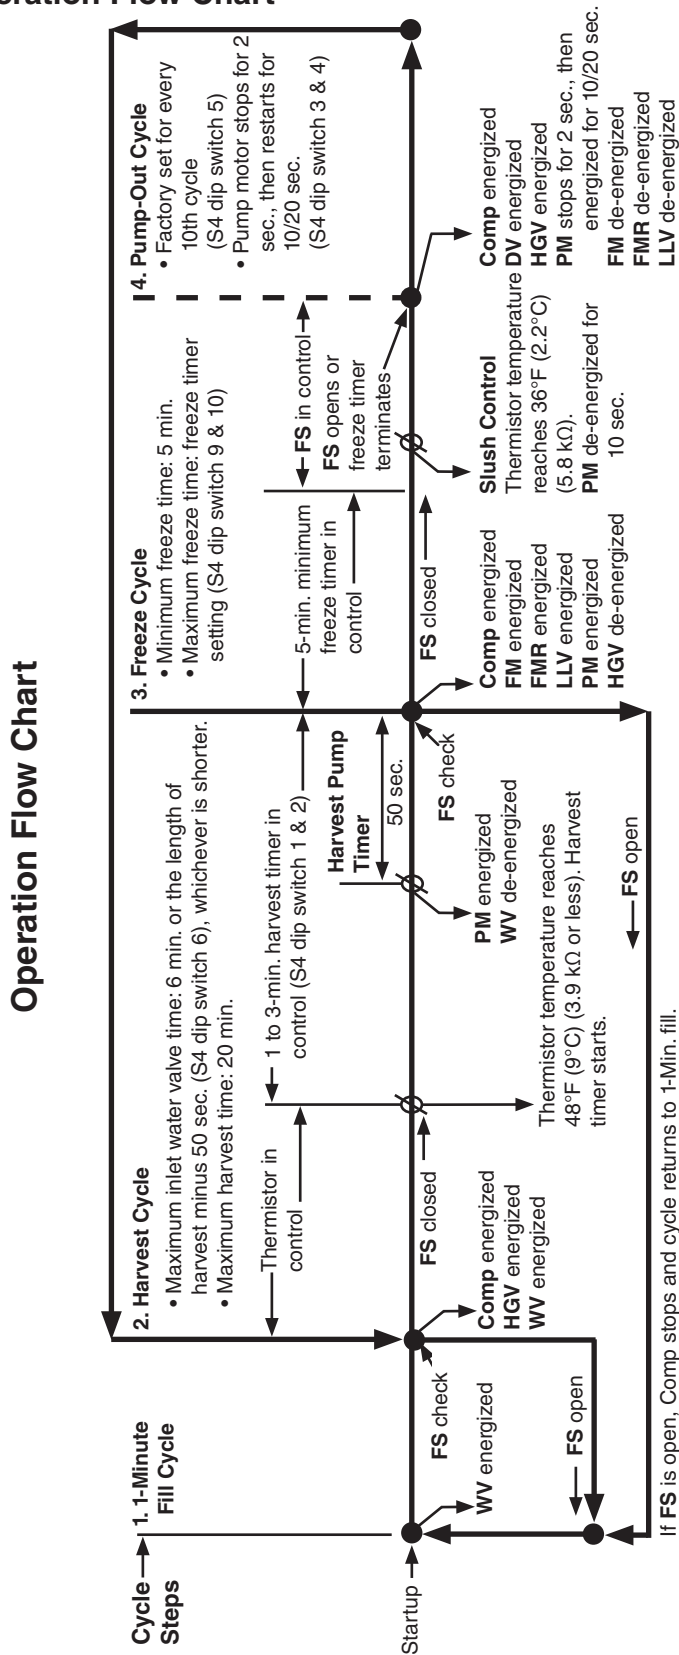 eration Flow Chart
Operation Flow Chart
Cycle
Steps
1. 1-Minute
Fill Cycle
Startup
WV energized
FS check
FS open
2. Harvest Cycle
• Maximum inlet water valve time: 6 min. or the length of
harvest minus 50 sec. (S4 dip switch 6), whichever is shorter.
• Maximum harvest time: 20 min.
Thermistor in
control
1 to 3-min. harvest timer in
control (S4 dip switch 1 & 2)
Harvest Pump
Timer
50 sec.
FS closed
Comp energized
HGV energized
WV energized
Thermistor temperature reaches
48°F (9°C) (3.9 kΩ or less). Harvest
timer starts.
PM energized
WV de-energized
FS check
FS open
If FS is open, Comp stops and cycle returns to 1-Min. fill.
3. Freeze Cycle
• Minimum freeze time: 5 min.
• Maximum freeze time: freeze timer
setting (S4 dip switch 9 & 10)
5-min. minimum
freeze timer in
control
FS in control
FS opens or
freeze timer
terminates
FS closed
Comp energized
FM energized
FMR energized
LLV energized
PM energized
HGV de-energized
Slush Control
Thermistor temperature
reaches 36°F (2.2°C)
(5.8 kΩ).
PM de-energized for
10 sec.
4. Pump-Out Cycle
• Factory set for every
10th cycle
(S4 dip switch 5)
• Pump motor stops for 2
sec., then restarts for
10/20 sec.
(S4 dip switch 3 & 4)
Comp energized
DV energized
HGV energized
PM stops for 2 sec., then
energized for 10/20 sec.
FM de-energized
FMR de-energized
LLV de-energized